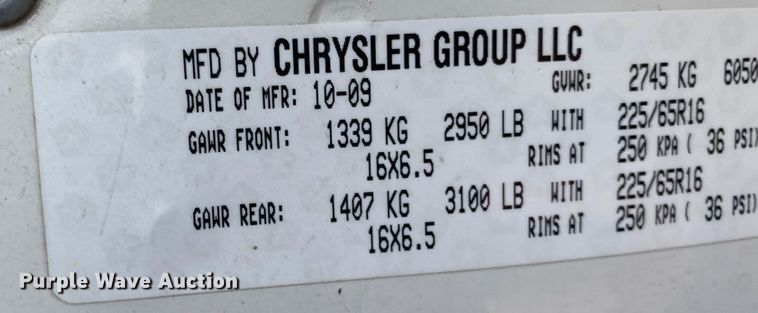 MFD BY CHRYSLER GROUP LLC
DATE OF MFR: 10-09 GVWR: 2745 KG 6050
GAWR FRONT: 1339 KG 2950 LB WITH 225/65R16
16X6.5 RIMS AT 250 KPA ( 36 PSI)
GAWR REAR: 1407 KG 3100 LB WITH 225/65R16
16X6.5 RIMS AT 250 KPA ( 36 PSI)
Purple Wave Auction